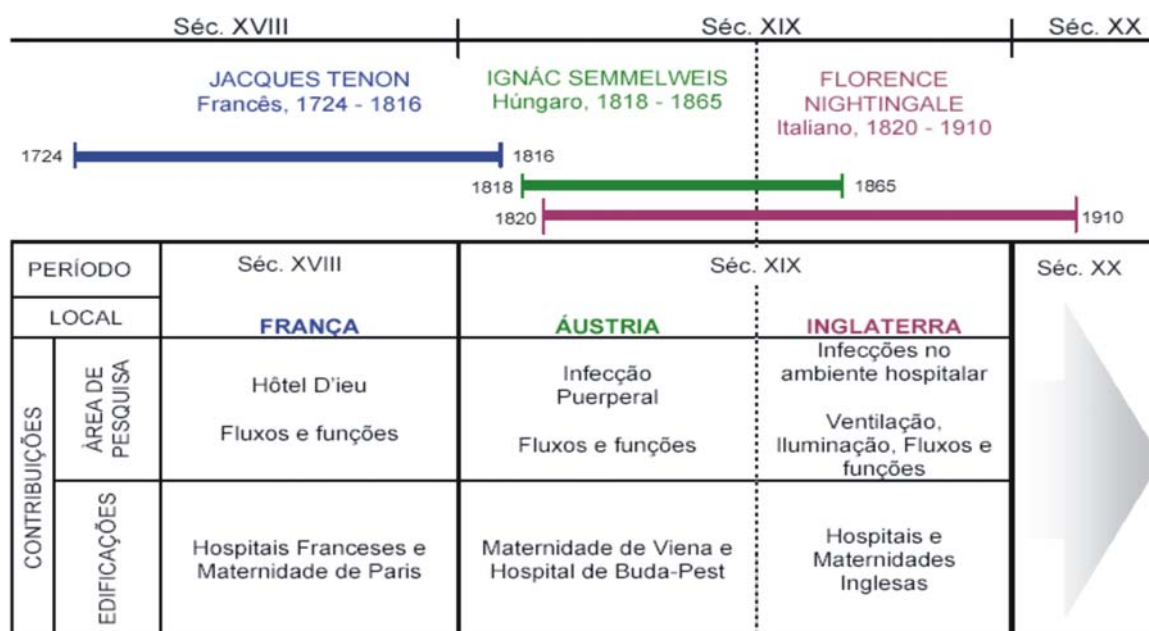 Séc. XVIII
Séc. XIX
Séc. XX
JACQUES TENON
Francês, 1724 - 1816
IGNÁC SEMMELWEIS
Húngaro, 1818 - 1865
FLORENCE
NIGHTINGALE
Italiano, 1820 - 1910
1724
1816
1818
1865
1820
1910
PERÍODO
Séc. XVIII
Séc. XIX
Séc. XX
LOCAL
FRANÇA
ÁUSTRIA
INGLATERRA
CONTRIBUIÇÕES
ÀREA DE
PESQUISA
Hôtel D'ieu
Fluxos e funções
Infecção
Puerperal
Fluxos e funções
Infecções no
ambiente hospitalar
Ventilação,
Iluminação, Fluxos e
funções
EDIFICAÇÕES
Hospitais Franceses e
Maternidade de Paris
Maternidade de Viena e
Hospital de Buda-Pest
Hospitais e
Maternidades
Inglesas